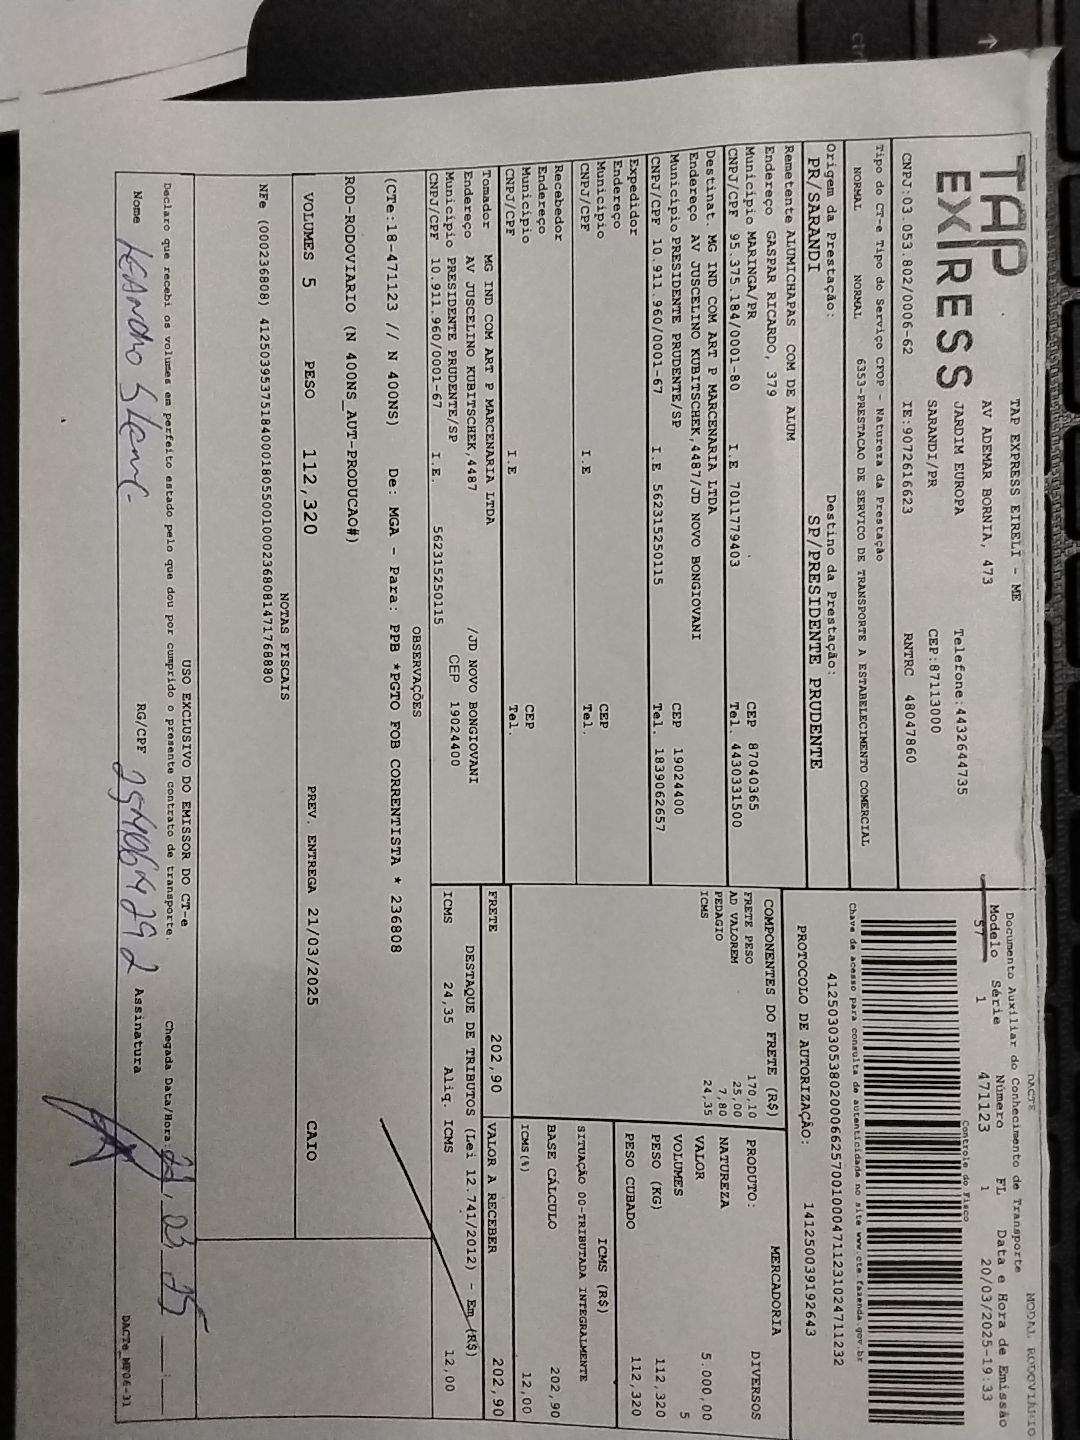 DACTE
MODAL RODOVIÁRIO
TAP
EXPRESS
TAP EXPRESS EIRELI - ME
AV ADEMAR BORNIA, 473
JARDIM EUROPA
SARANDI/PR
Telefone:4432644735
CEP:87113000
CNPJ:03.053.802/0006-62
IE:9072616623
RNTRC 48047860
Documento Auxiliar do Conhecimento de Transporte
Modelo Série Número FL Data e Hora de Emissão
57 1 471123 1 20/03/2025-19:33
Controle do Fisco
Chave de acesso para consulta de autenticidade no site www.cte.fazenda.gov.br
41250303053802000662570010004711231024711232
PROTOCOLO DE AUTORIZAÇÃO: 141250039192643
Tipo do CT-e Tipo do Serviço CFOP - Natureza da Prestação
NORMAL NORMAL 6353-PRESTACAO DE SERVICO DE TRANSPORTE A ESTABELECIMENTO COMERCIAL
Origem da Prestação: Destino da Prestação:
PR/SARANDI SP/PRESIDENTE PRUDENTE
Remetente ALUMICHAPAS COM DE ALUM
Endereço GASPAR RICARDO, 379
Município MARINGA/PR CEP 87040365
CNPJ/CPF 95.375.184/0001-80 I.E 7011779403 Tel. 4430331500
Destinat. MG IND COM ART P MARCENARIA LTDA
Endereço AV JUSCELINO KUBITSCHEK,4487/JD NOVO BONGIOVANI
Município PRESIDENTE PRUDENTE/SP CEP 19024400
CNPJ/CPF 10.911.960/0001-67 I.E 562315250115 Tel. 1839062657
Expedidor
Endereço
Município CEP
CNPJ/CPF I.E Tel.
Recebedor
Endereço
Município CEP
CNPJ/CPF I.E Tel.
Tomador MG IND COM ART P MARCENARIA LTDA
Endereço AV JUSCELINO KUBITSCHEK,4487 /JD NOVO BONGIOVANI
Município PRESIDENTE PRUDENTE/SP CEP 19024400
CNPJ/CPF 10.911.960/0001-67 I.E. 562315250115
COMPONENTES DO FRETE (R$)
FRETE PESO 170,10
AD VALOREM 25,00
PEDAGIO 7,80
ICMS 24,35
MERCADORIA
PRODUTO: DIVERSOS
NATUREZA
VALOR 5.000,00
VOLUMES 5
PESO (KG) 112,320
PESO CUBADO 112,320
ICMS (R$)
SITUAÇÃO 00-TRIBUTADA INTEGRALMENTE
BASE CÁLCULO 202,90
ICMS(%) 12,00
FRETE 202,90 VALOR A RECEBER 202,90
DESTAQUE DE TRIBUTOS (Lei 12.741/2012) - Em (R$)
ICMS 24,35 Aliq. ICMS 12,00
OBSERVAÇÕES
(CTe:18-471123 // N 400NS) De: MGA - Para: PPB *PGTO FOB CORRENTISTA * 236808
ROD-RODOVIARIO (N 400NS_AUT-PRODUCAO#)
VOLUMES 5 PESO 112,320 PREV. ENTREGA 21/03/2025 CAIO
NOTAS FISCAIS
NFe (000236808) 41250395375184000180550010002368081471768880
USO EXCLUSIVO DO EMISSOR DO CT-e
Declaro que recebi os volumes em perfeito estado pelo que dou por cumprido o presente contrato de transporte. Chegada Data/Hora
Nome LEANDRO RG/CPF Assinatura
DACTe_MP06-31